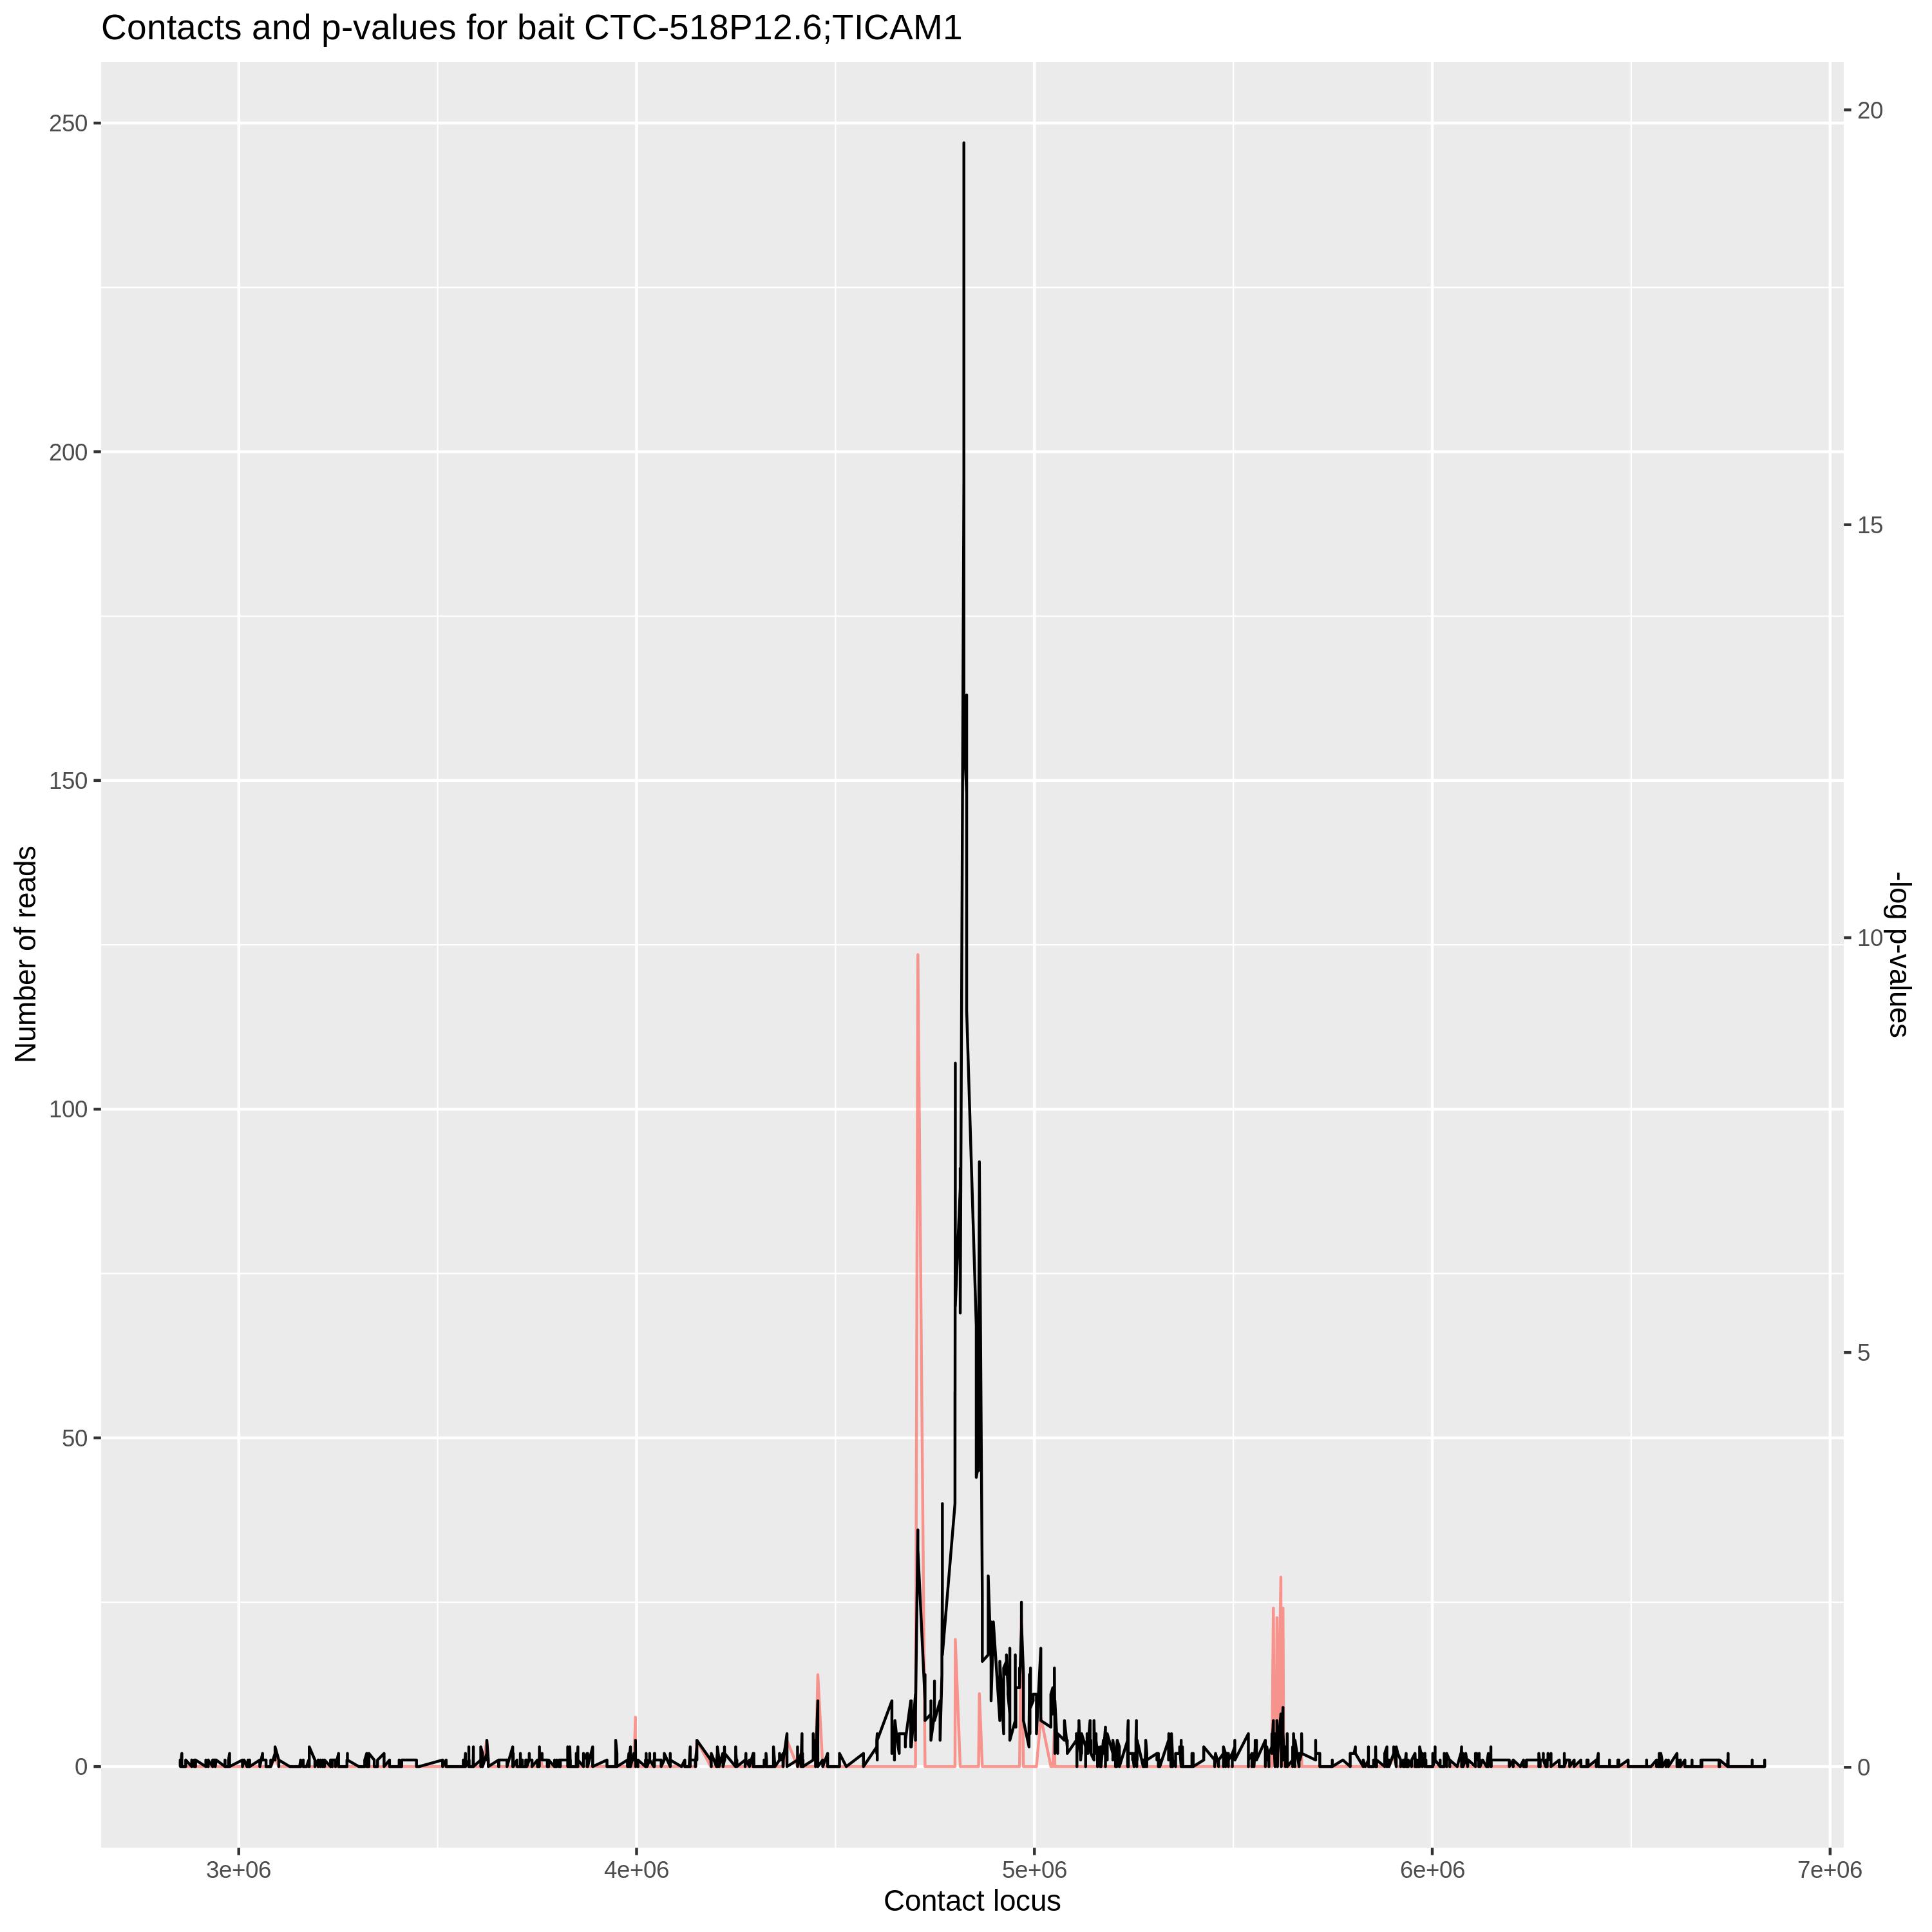 Contacts and p-values for bait CTC-518P12.6;TICAM1
250
200
150
100
50
0
Number of reads
20
15
10
5
0
-log p-values
3e+06
4e+06
5e+06
6e+06
7e+06
Contact locus